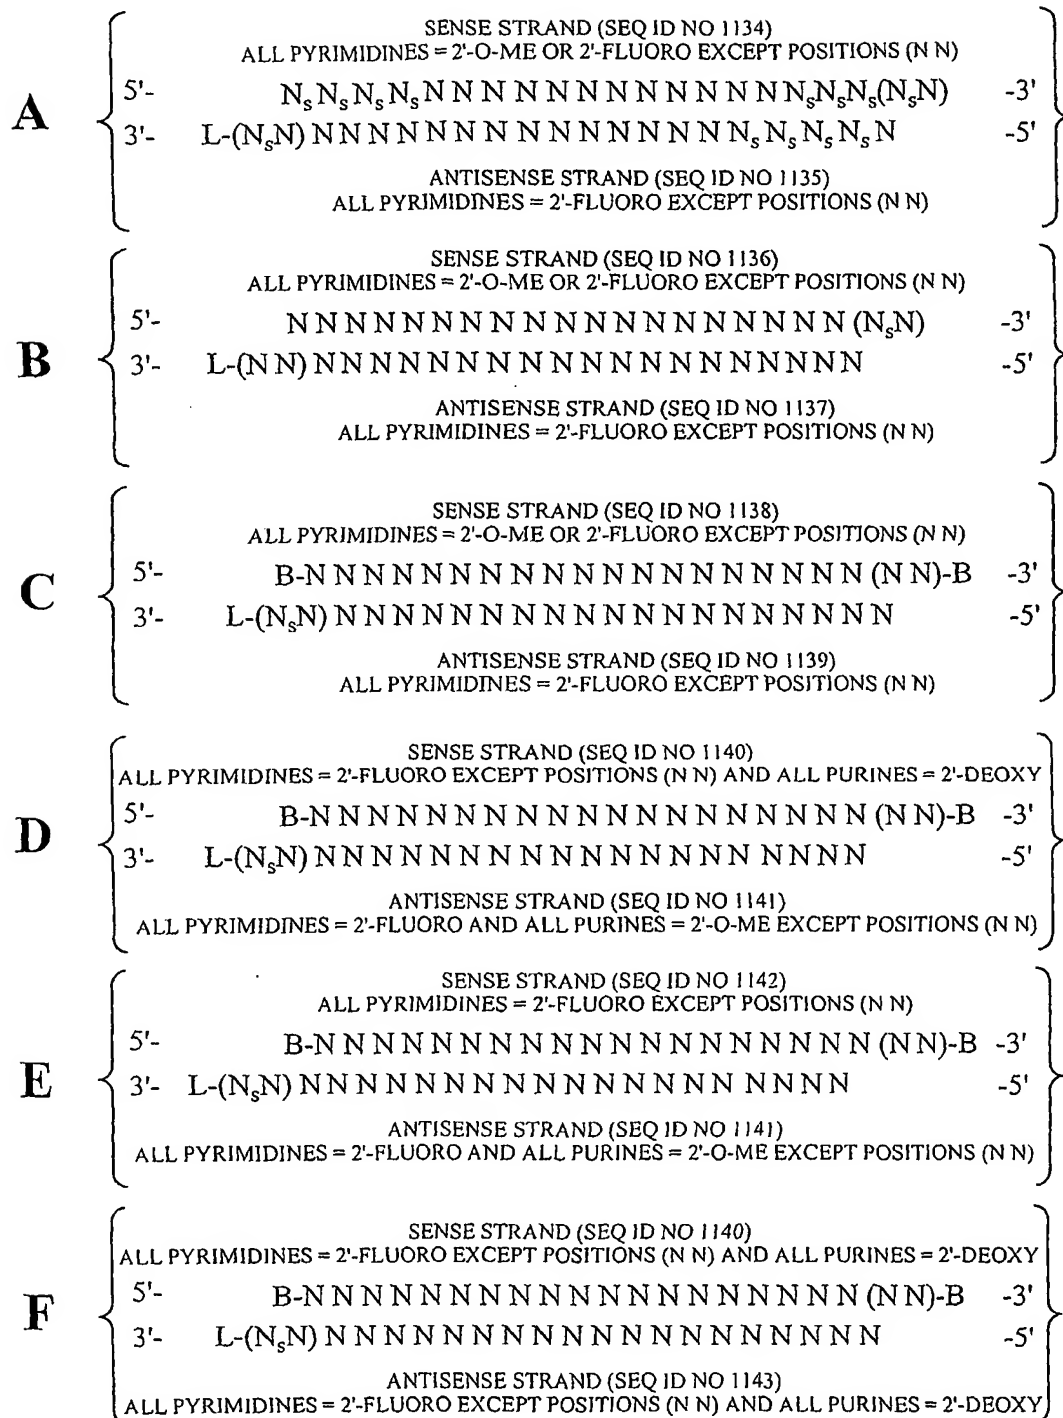 SENSE STRAND (SEQ ID NO 1134)
ALL PYRIMIDINES = 2'-O-ME OR 2'-FLUORO EXCEPT POSITIONS (N N)
A
5'- NsNsNsNsN N N N N N N N N N N NNsNsNs(NsN) -3'
3'- L-(NsN) N N N N N N N N N N N N N N Ns Ns Ns Ns N -5'
ANTISENSE STRAND (SEQ ID NO 1135)
ALL PYRIMIDINES = 2'-FLUORO EXCEPT POSITIONS (N N)
SENSE STRAND (SEQ ID NO 1136)
ALL PYRIMIDINES = 2'-O-ME OR 2'-FLUORO EXCEPT POSITIONS (N N)
B
5'- N N N N N N N N N N N N N N N N N N N (NsN) -3'
3'- L-(N N) N N N N N N N N N N N N N N N N N N N -5'
ANTISENSE STRAND (SEQ ID NO 1137)
ALL PYRIMIDINES = 2'-FLUORO EXCEPT POSITIONS (N N)
SENSE STRAND (SEQ ID NO 1138)
ALL PYRIMIDINES = 2'-O-ME OR 2'-FLUORO EXCEPT POSITIONS (N N)
C
5'- B-N N N N N N N N N N N N N N N N N N N (N N)-B -3'
3'- L-(NsN) N N N N N N N N N N N N N N N N N N N -5'
ANTISENSE STRAND (SEQ ID NO 1139)
ALL PYRIMIDINES = 2'-FLUORO EXCEPT POSITIONS (N N)
SENSE STRAND (SEQ ID NO 1140)
ALL PYRIMIDINES = 2'-FLUORO EXCEPT POSITIONS (N N) AND ALL PURINES = 2'-DEOXY
D
5'- B-N N N N N N N N N N N N N N N N N N N (N N)-B -3'
3'- L-(NsN) N N N N N N N N N N N N N N N N N N N -5'
ANTISENSE STRAND (SEQ ID NO 1141)
ALL PYRIMIDINES = 2'-FLUORO AND ALL PURINES = 2'-O-ME EXCEPT POSITIONS (N N)
SENSE STRAND (SEQ ID NO 1142)
ALL PYRIMIDINES = 2'-FLUORO EXCEPT POSITIONS (N N)
E
5'- B-N N N N N N N N N N N N N N N N N N N (N N)-B -3'
3'- L-(NsN) N N N N N N N N N N N N N N N N N N N -5'
ANTISENSE STRAND (SEQ ID NO 1141)
ALL PYRIMIDINES = 2'-FLUORO AND ALL PURINES = 2'-O-ME EXCEPT POSITIONS (N N)
SENSE STRAND (SEQ ID NO 1140)
ALL PYRIMIDINES = 2'-FLUORO EXCEPT POSITIONS (N N) AND ALL PURINES = 2'-DEOXY
F
5'- B-N N N N N N N N N N N N N N N N N N N (N N)-B -3'
3'- L-(NsN) N N N N N N N N N N N N N N N N N N N -5'
ANTISENSE STRAND (SEQ ID NO 1143)
ALL PYRIMIDINES = 2'-FLUORO EXCEPT POSITIONS (N N) AND ALL PURINES = 2'-DEOXY